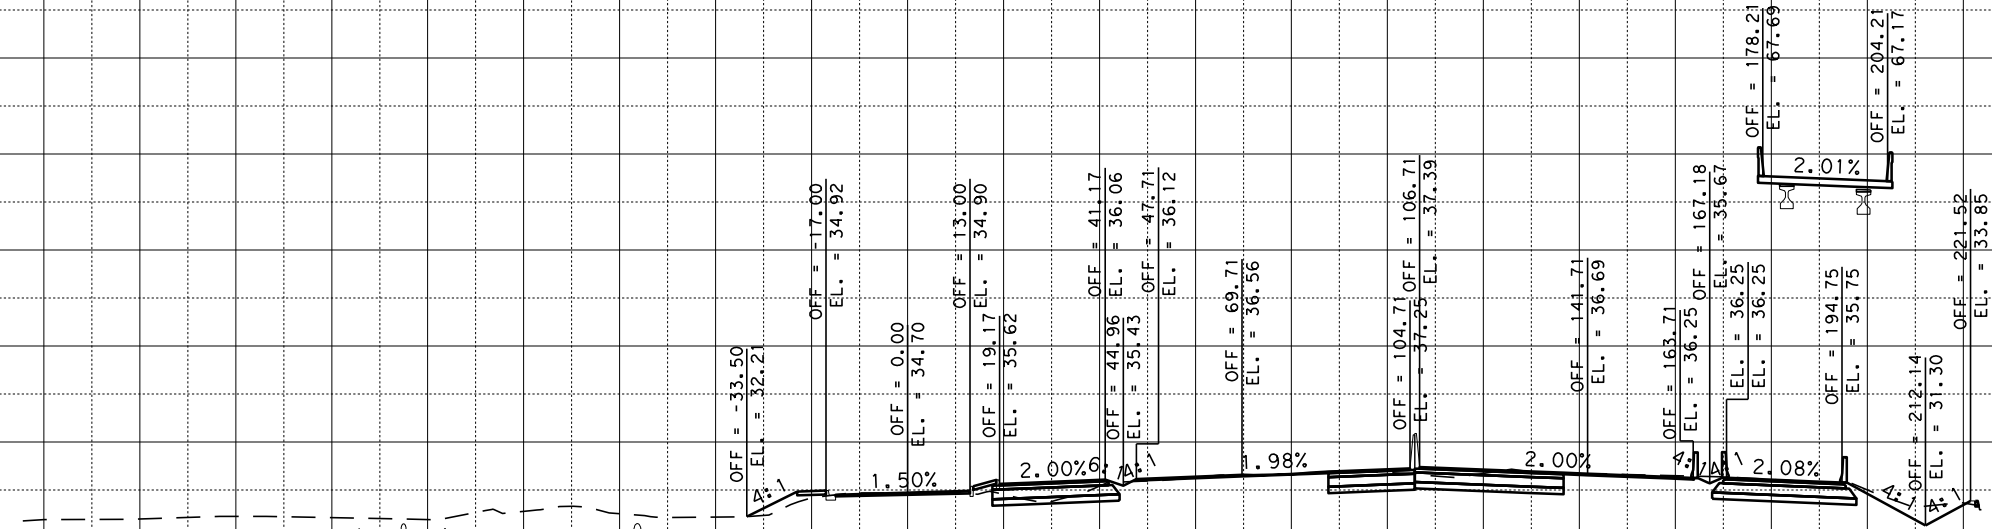 OFF = 178.21
EL. = 67.69
OFF = 204.21
EL. = 67.17
2.01%
OFF = -33.50
EL. = 32.21
4:1
OFF = -17.00
EL. = 34.92
OFF = 0.00
EL. = 34.70
1.50%
OFF = 13.00
EL. = 34.90
OFF = 19.17
EL. = 35.62
2.00%
OFF = 41.17
EL. = 36.06
OFF = 44.96
EL. = 35.43
OFF = 47.71
EL. = 36.12
4:1
OFF = 69.71
EL. = 36.56
1.98%
OFF = 104.71
EL. = 37.25
OFF = 106.71
EL. = 37.39
2.00%
OFF = 141.71
EL. = 36.69
OFF = 163.71
EL. = 36.25
OFF = 167.18
EL. = 35.67
EL. = 36.25
EL. = 36.25
2.08%
OFF = 194.75
EL. = 35.75
4:1
OFF = 212.14
EL. = 31.30
4:1
OFF = 221.52
EL. = 33.85